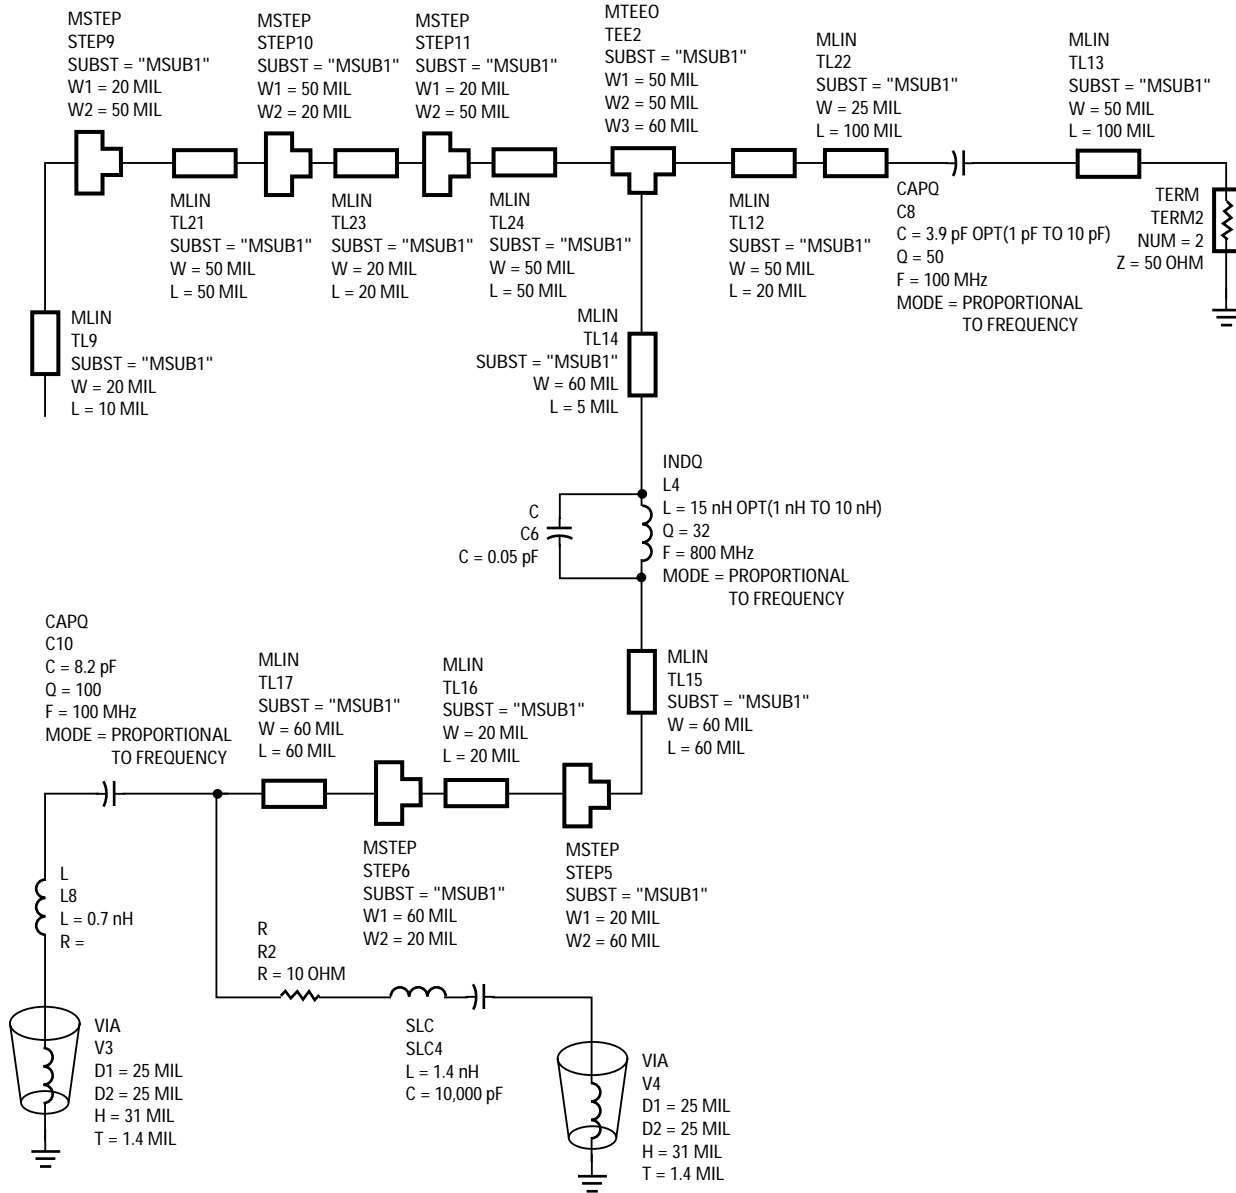 MSTEP
STEP9
SUBST = "MSUB1"
W1 = 20 MIL
W2 = 50 MIL
MSTEP
STEP10
SUBST = "MSUB1"
W1 = 50 MIL
W2 = 20 MIL
MSTEP
STEP11
SUBST = "MSUB1"
W1 = 20 MIL
W2 = 50 MIL
MTEEO
TEE2
SUBST = "MSUB1"
W1 = 50 MIL
W2 = 50 MIL
W3 = 60 MIL
MLIN
TL22
SUBST = "MSUB1"
W = 25 MIL
L = 100 MIL
MLIN
TL13
SUBST = "MSUB1"
W = 50 MIL
L = 100 MIL
MLIN
TL21
SUBST = "MSUB1"
W = 50 MIL
L = 50 MIL
MLIN
TL23
SUBST = "MSUB1"
W = 20 MIL
L = 20 MIL
MLIN
TL24
SUBST = "MSUB1"
W = 50 MIL
L = 50 MIL
MLIN
TL12
SUBST = "MSUB1"
W = 50 MIL
L = 20 MIL
CAPQ
C8
C = 3.9 pF OPT(1 pF TO 10 pF)
Q = 50
F = 100 MHz
MODE = PROPORTIONAL
TO FREQUENCY
TERM
TERM2
NUM = 2
Z = 50 OHM
MLIN
TL9
SUBST = "MSUB1"
W = 20 MIL
L = 10 MIL
MLIN
TL14
SUBST = "MSUB1"
W = 60 MIL
L = 5 MIL
INDQ
L4
L = 15 nH OPT(1 nH TO 10 nH)
Q = 32
F = 800 MHz
MODE = PROPORTIONAL
TO FREQUENCY
C
C6
C = 0.05 pF
CAPQ
C10
C = 8.2 pF
Q = 100
F = 100 MHz
MODE = PROPORTIONAL
TO FREQUENCY
MLIN
TL17
SUBST = "MSUB1"
W = 60 MIL
L = 60 MIL
MLIN
TL16
SUBST = "MSUB1"
W = 20 MIL
L = 20 MIL
MLIN
TL15
SUBST = "MSUB1"
W = 60 MIL
L = 60 MIL
MSTEP
STEP6
SUBST = "MSUB1"
W1 = 60 MIL
W2 = 20 MIL
MSTEP
STEP5
SUBST = "MSUB1"
W1 = 20 MIL
W2 = 60 MIL
L
L8
L = 0.7 nH
R =
R
R2
R = 10 OHM
SLC
SLC4
L = 1.4 nH
C = 10,000 pF
VIA
V3
D1 = 25 MIL
D2 = 25 MIL
H = 31 MIL
T = 1.4 MIL
VIA
V4
D1 = 25 MIL
D2 = 25 MIL
H = 31 MIL
T = 1.4 MIL